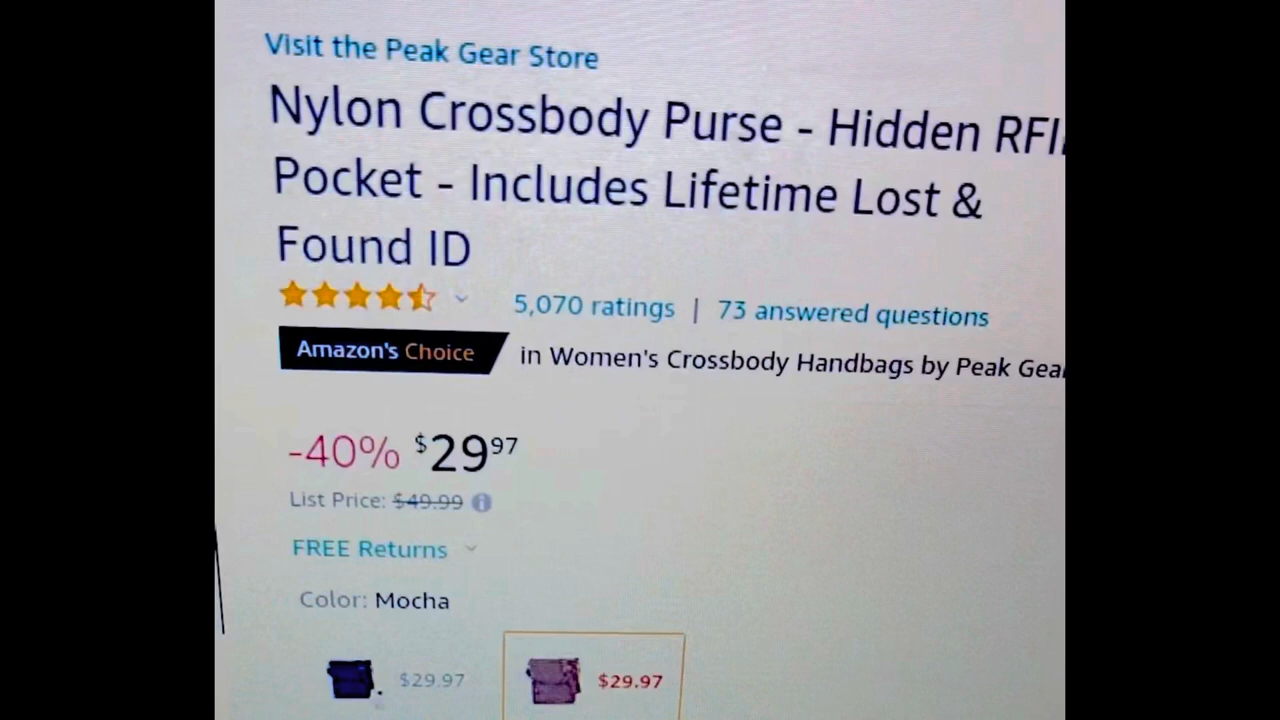 Visit the Peak Gear Store
Nylon Crossbody Purse - Hidden RFI
Pocket - Includes Lifetime Lost &
Found ID
5,070 ratings | 73 answered questions
Amazon's Choice in Women's Crossbody Handbags by Peak Gear
-40% $29.97
List Price: $49.99
FREE Returns
Color: Mocha
$29.97 $29.97